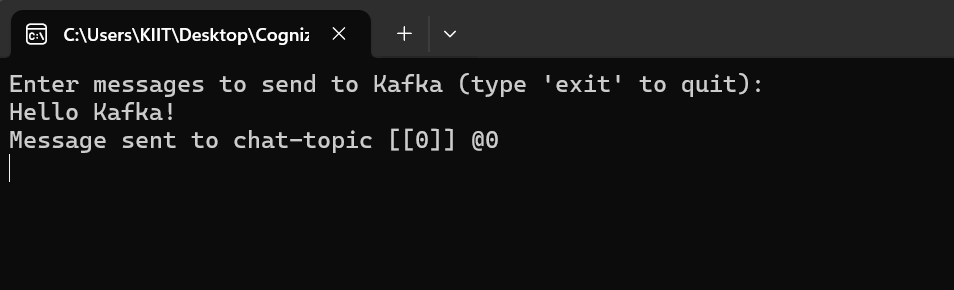 C:\Users\KIIT\Desktop\Cogniz
Enter messages to send to Kafka (type 'exit' to quit):
Hello Kafka!
Message sent to chat-topic [[0]] @0